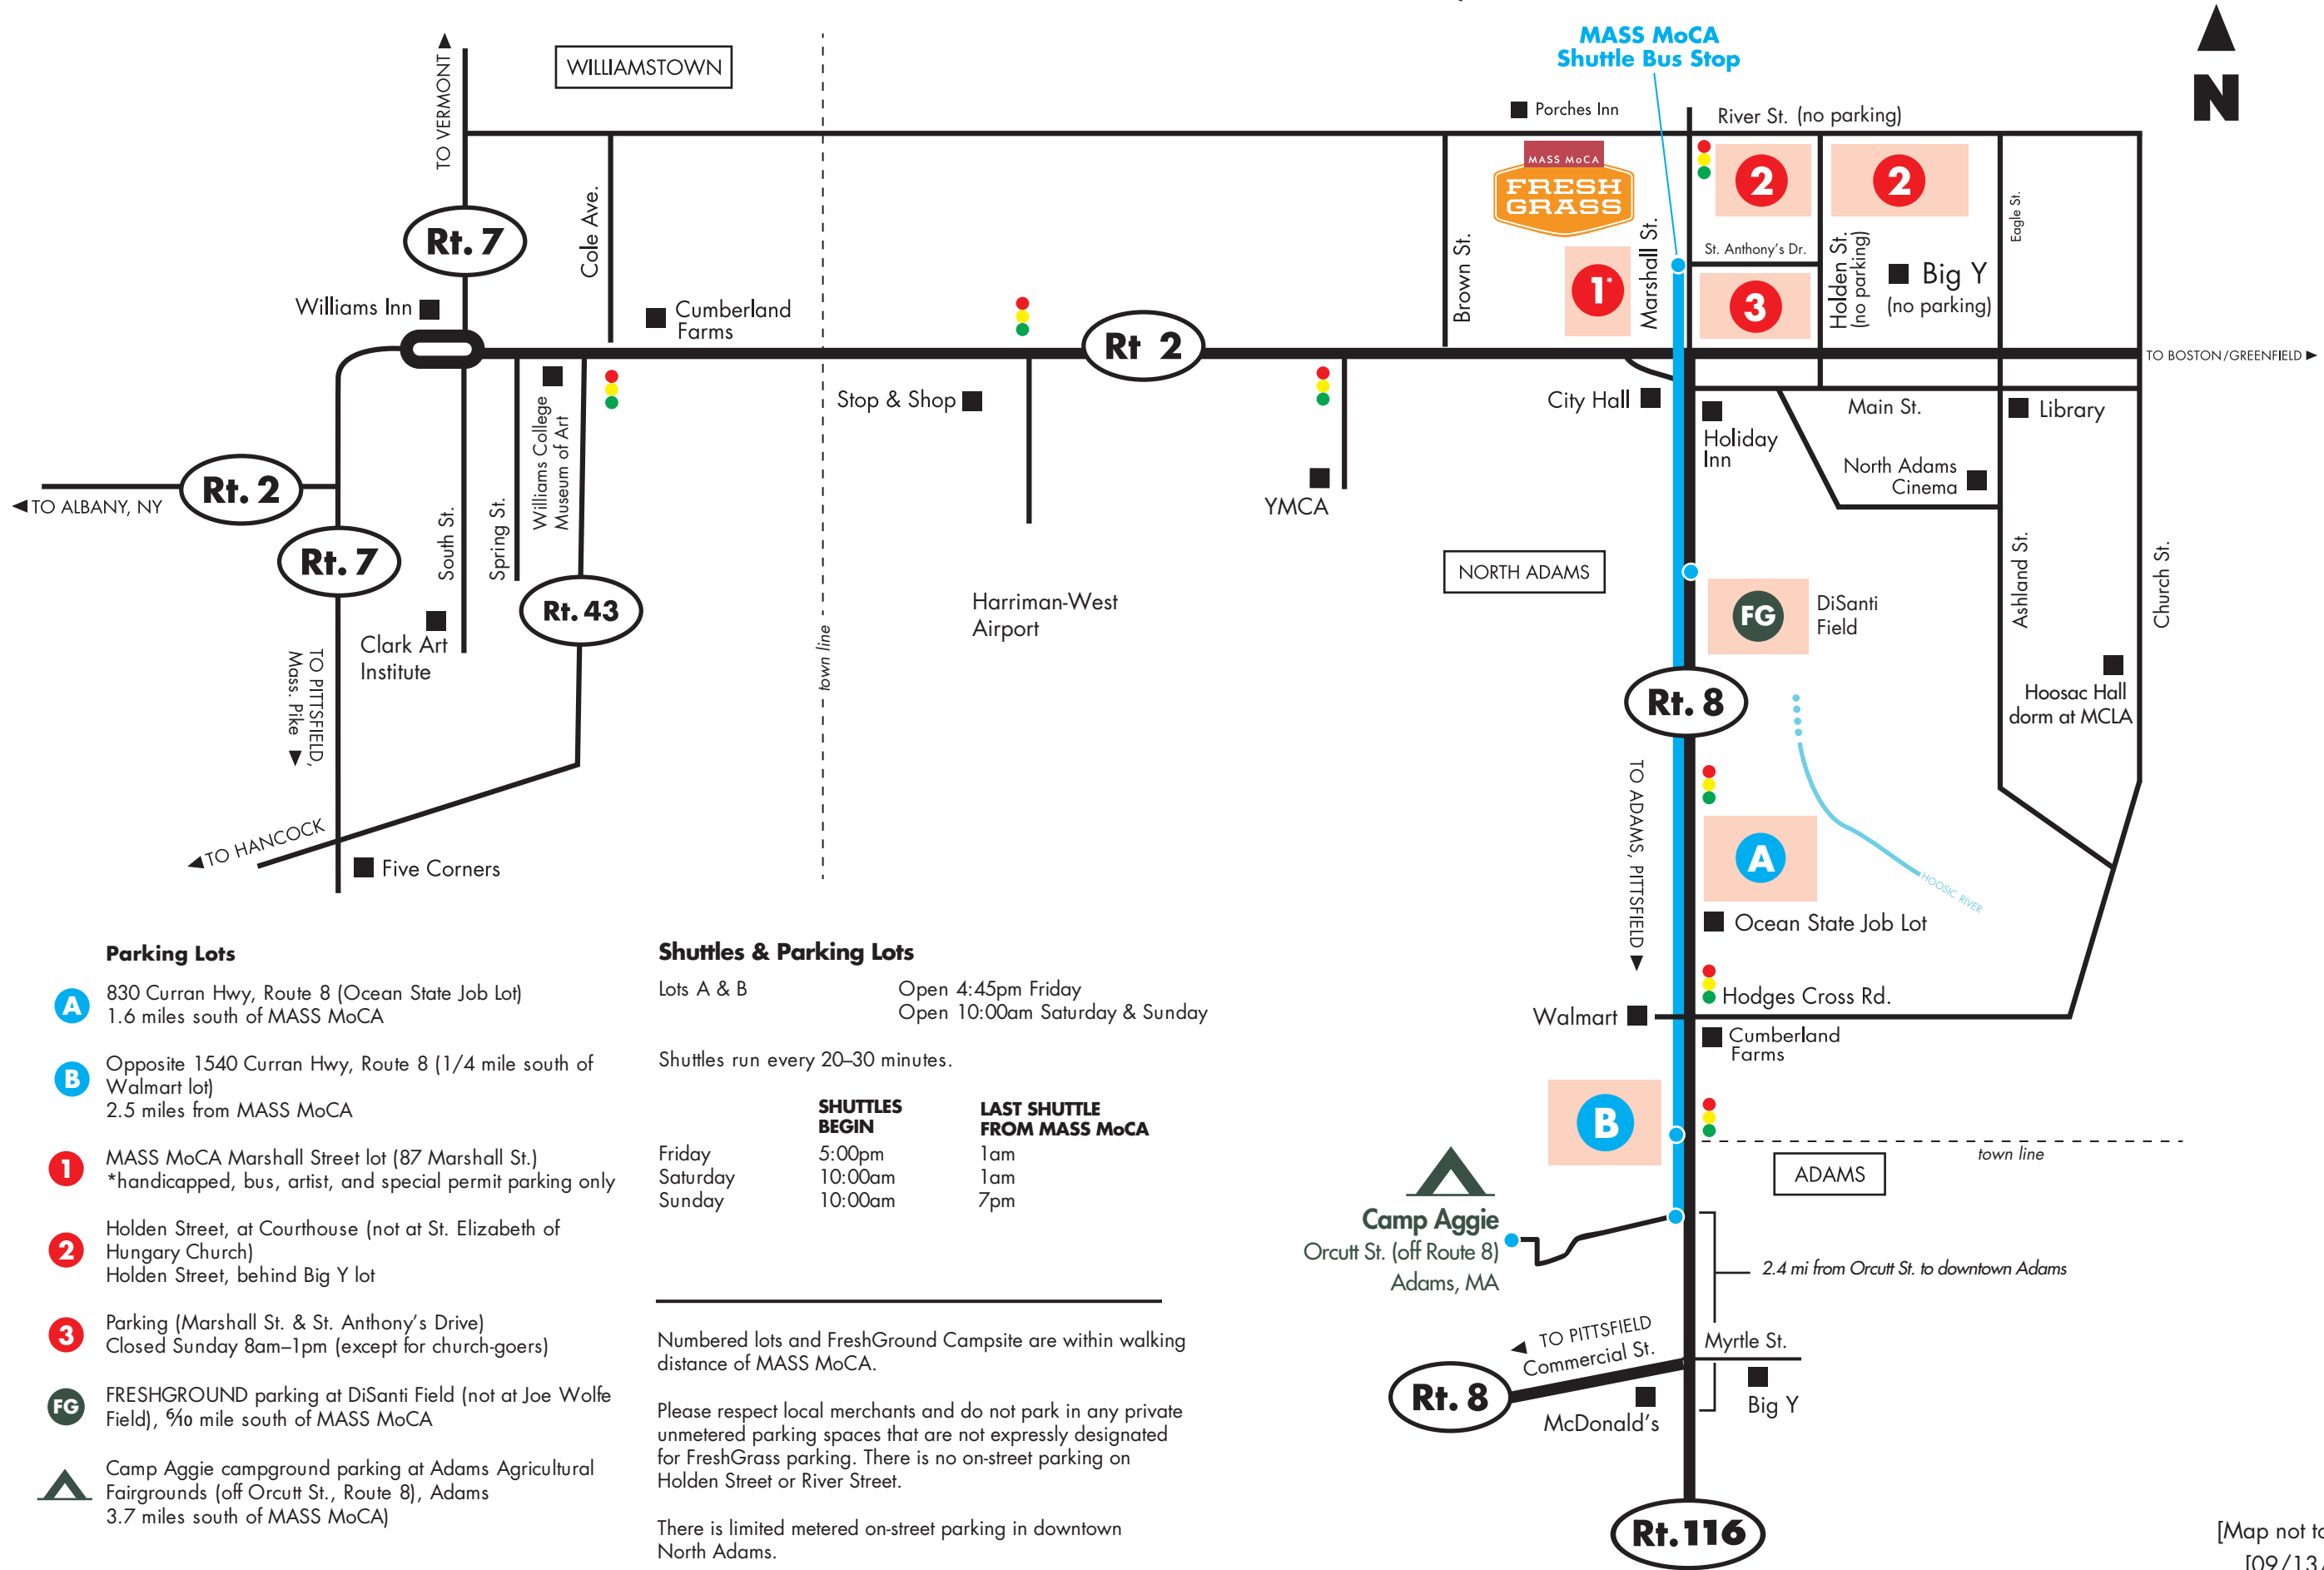 MASS MoCA
Shuttle Bus Stop
N
WILLIAMSTOWN
TO VERMONT
Porches Inn
River St. (no parking)
MASS MoCA
FRESH
GRASS
2
2
Cole Ave.
Rt. 7
Brown St.
Marshall St.
St. Anthony's Dr.
Holden St.
(no parking)
Eagle St.
1*
3
Big Y
(no parking)
Williams Inn
Cumberland
Farms
Rt 2
TO BOSTON/GREENFIELD
Stop & Shop
City Hall
Main St.
Library
Holiday
Inn
Williams College
Museum of Art
North Adams
Cinema
Rt. 2
TO ALBANY, NY
YMCA
South St.
Spring St.
Rt. 7
NORTH ADAMS
Ashland St.
Church St.
Rt. 43
Harriman-West
Airport
FG
DiSanti
Field
Clark Art
Institute
town line
TO PITTSFIELD,
Mass. Pike
Rt. 8
Hoosac Hall
dorm at MCLA
TO ADAMS, PITTSFIELD
TO HANCOCK
Five Corners
A
HOOSIC RIVER
Ocean State Job Lot
Hodges Cross Rd.
Walmart
Cumberland
Farms
B
town line
ADAMS
Camp Aggie
Orcutt St. (off Route 8)
Adams, MA
2.4 mi from Orcutt St. to downtown Adams
TO PITTSFIELD
Commercial St.
Myrtle St.
Rt. 8
McDonald's
Big Y
Rt.116
Parking Lots
A
830 Curran Hwy, Route 8 (Ocean State Job Lot)
1.6 miles south of MASS MoCA
B
Opposite 1540 Curran Hwy, Route 8 (1/4 mile south of
Walmart lot)
2.5 miles from MASS MoCA
1
MASS MoCA Marshall Street lot (87 Marshall St.)
*handicapped, bus, artist, and special permit parking only
2
Holden Street, at Courthouse (not at St. Elizabeth of
Hungary Church)
Holden Street, behind Big Y lot
3
Parking (Marshall St. & St. Anthony's Drive)
Closed Sunday 8am–1pm (except for church-goers)
FG
FRESHGROUND parking at DiSanti Field (not at Joe Wolfe
Field), 6/10 mile south of MASS MoCA
Camp Aggie campground parking at Adams Agricultural
Fairgrounds (off Orcutt St., Route 8), Adams
3.7 miles south of MASS MoCA)
Shuttles & Parking Lots
Lots A & B Open 4:45pm Friday
Open 10:00am Saturday & Sunday
Shuttles run every 20–30 minutes.
SHUTTLES
BEGIN
LAST SHUTTLE
FROM MASS MoCA
Friday 5:00pm 1am
Saturday 10:00am 1am
Sunday 10:00am 7pm
Numbered lots and FreshGround Campsite are within walking
distance of MASS MoCA.
Please respect local merchants and do not park in any private
unmetered parking spaces that are not expressly designated
for FreshGrass parking. There is no on-street parking on
Holden Street or River Street.
There is limited metered on-street parking in downtown
North Adams.
[Map not to
[09/13/